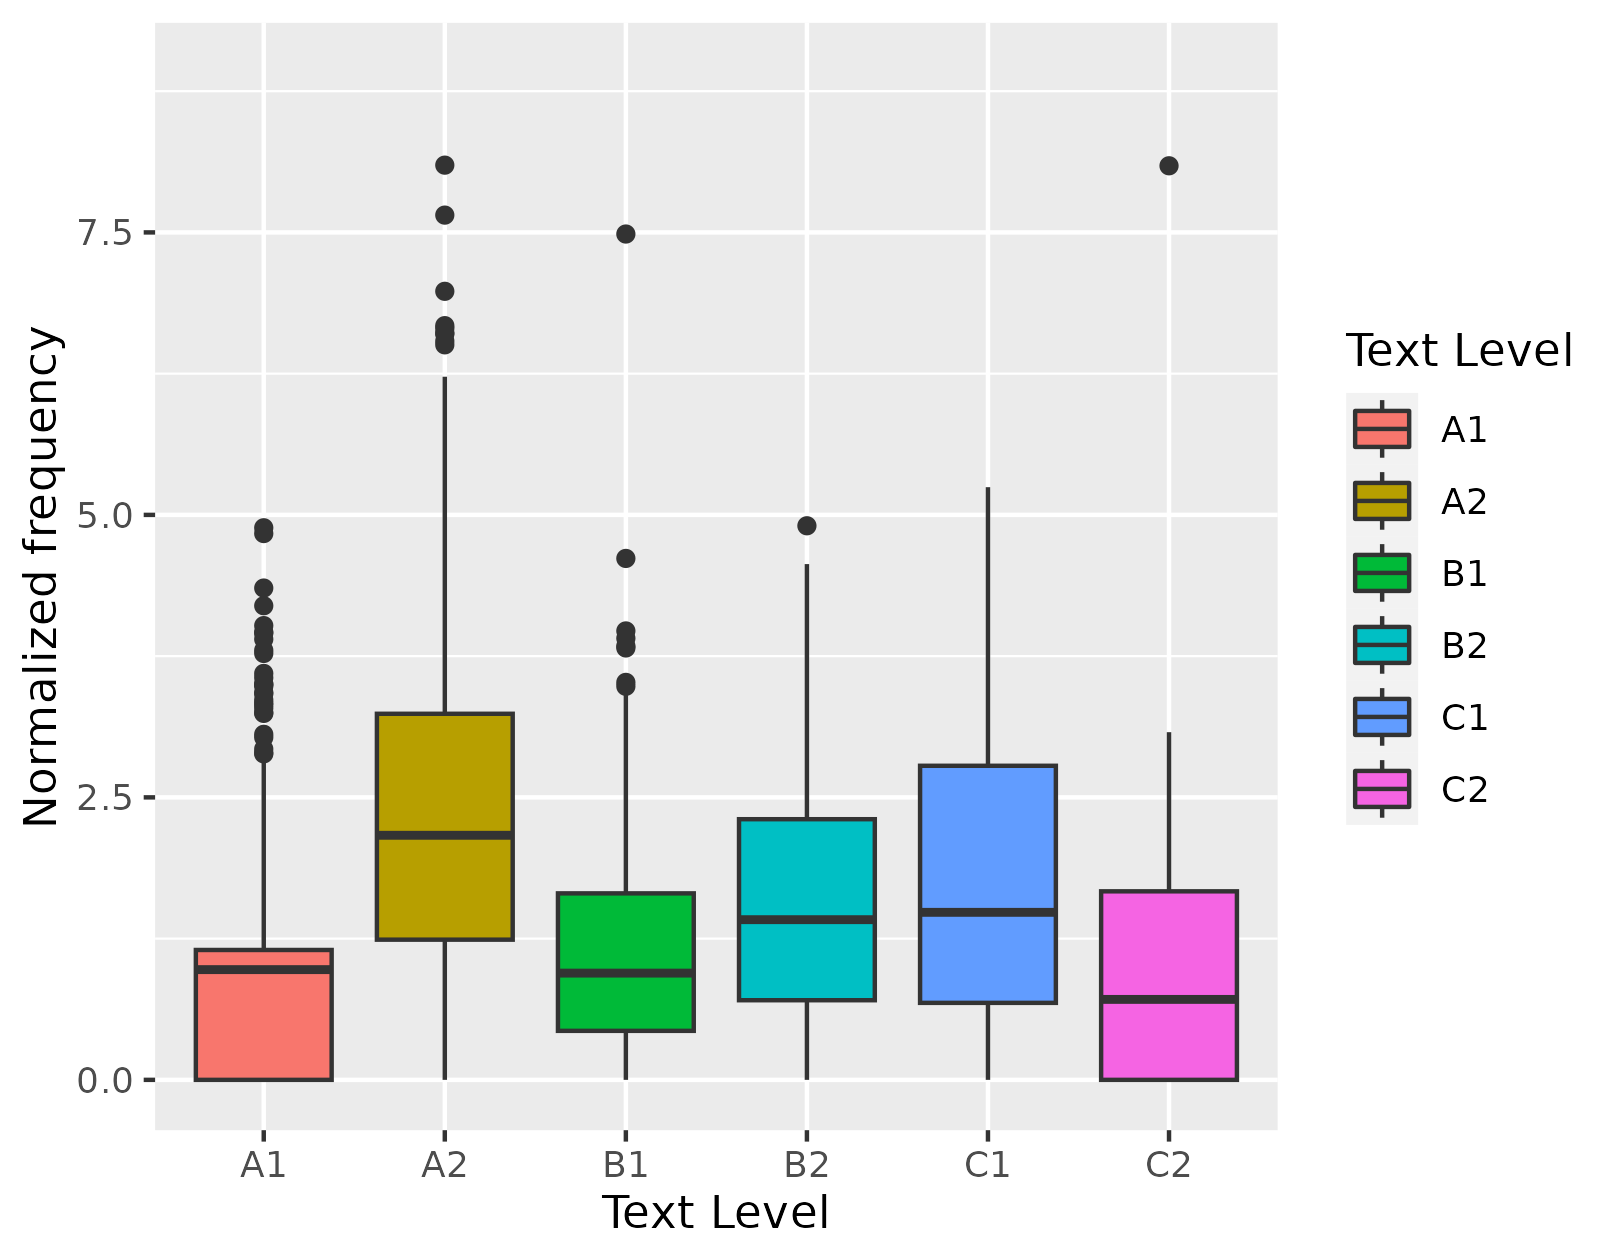 Normalized frequency
7.5
5.0
2.5
0.0
A1 A2 B1 B2 C1 C2
Text Level
Text Level
A1
A2
B1
B2
C1
C2